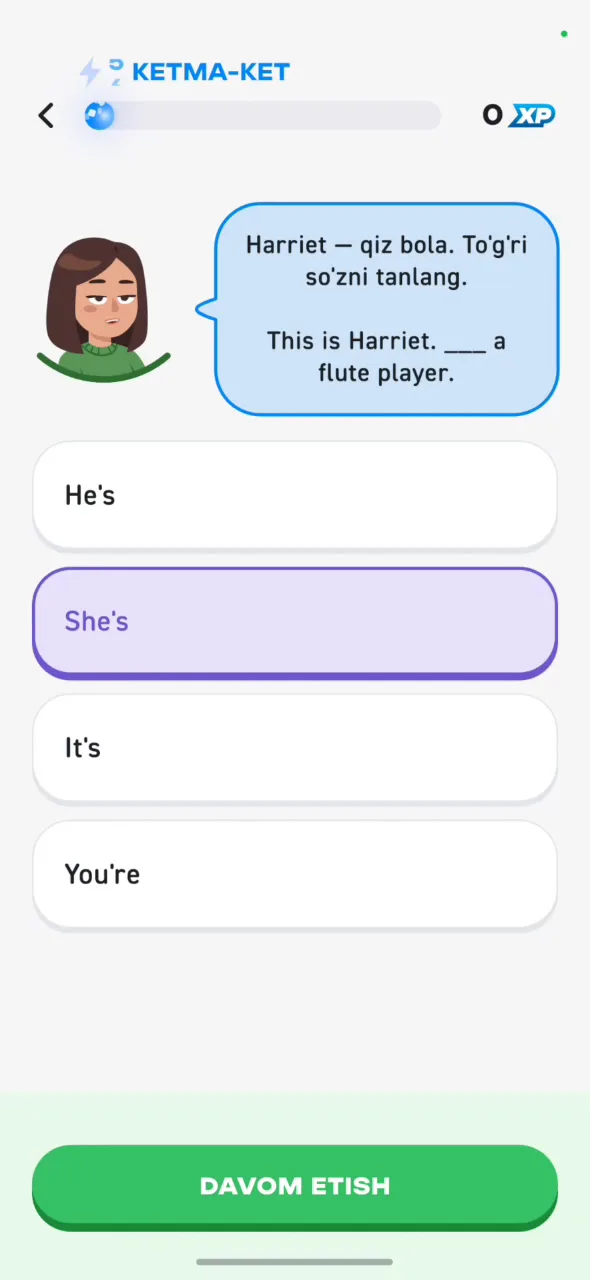 KETMA-KET
0 XP
Harriet — qiz bola. To'g'ri
so'zni tanlang.
This is Harriet. ___ a
flute player.
He's
She's
It's
You're
DAVOM ETISH